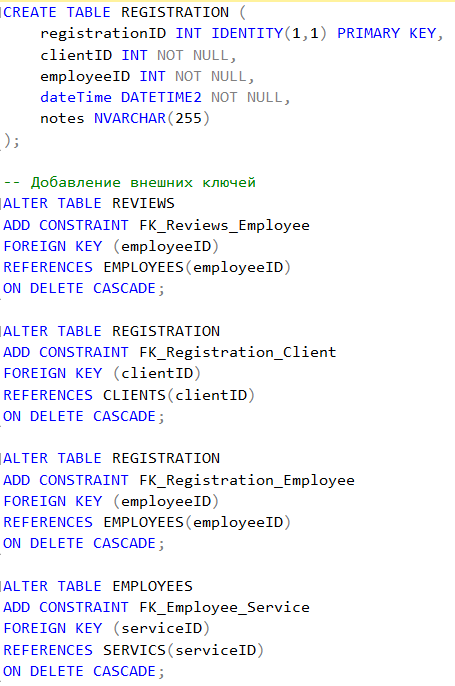 CREATE TABLE REGISTRATION (
registrationID INT IDENTITY(1,1) PRIMARY KEY,
clientID INT NOT NULL,
employeeID INT NOT NULL,
dateTime DATETIME2 NOT NULL,
notes NVARCHAR(255)
);
-- Добавление внешних ключей
ALTER TABLE REVIEWS
ADD CONSTRAINT FK_Reviews_Employee
FOREIGN KEY (employeeID)
REFERENCES EMPLOYEES(employeeID)
ON DELETE CASCADE;
ALTER TABLE REGISTRATION
ADD CONSTRAINT FK_Registration_Client
FOREIGN KEY (clientID)
REFERENCES CLIENTS(clientID)
ON DELETE CASCADE;
ALTER TABLE REGISTRATION
ADD CONSTRAINT FK_Registration_Employee
FOREIGN KEY (employeeID)
REFERENCES EMPLOYEES(employeeID)
ON DELETE CASCADE;
ALTER TABLE EMPLOYEES
ADD CONSTRAINT FK_Employee_Service
FOREIGN KEY (serviceID)
REFERENCES SERVICS(serviceID)
ON DELETE CASCADE;